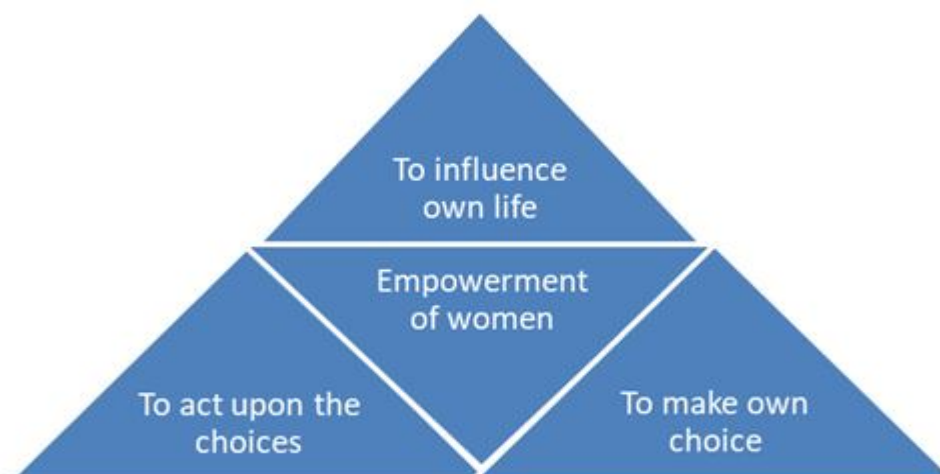 To influence
own life
Empowerment
of women
To act upon the
choices
To make own
choice